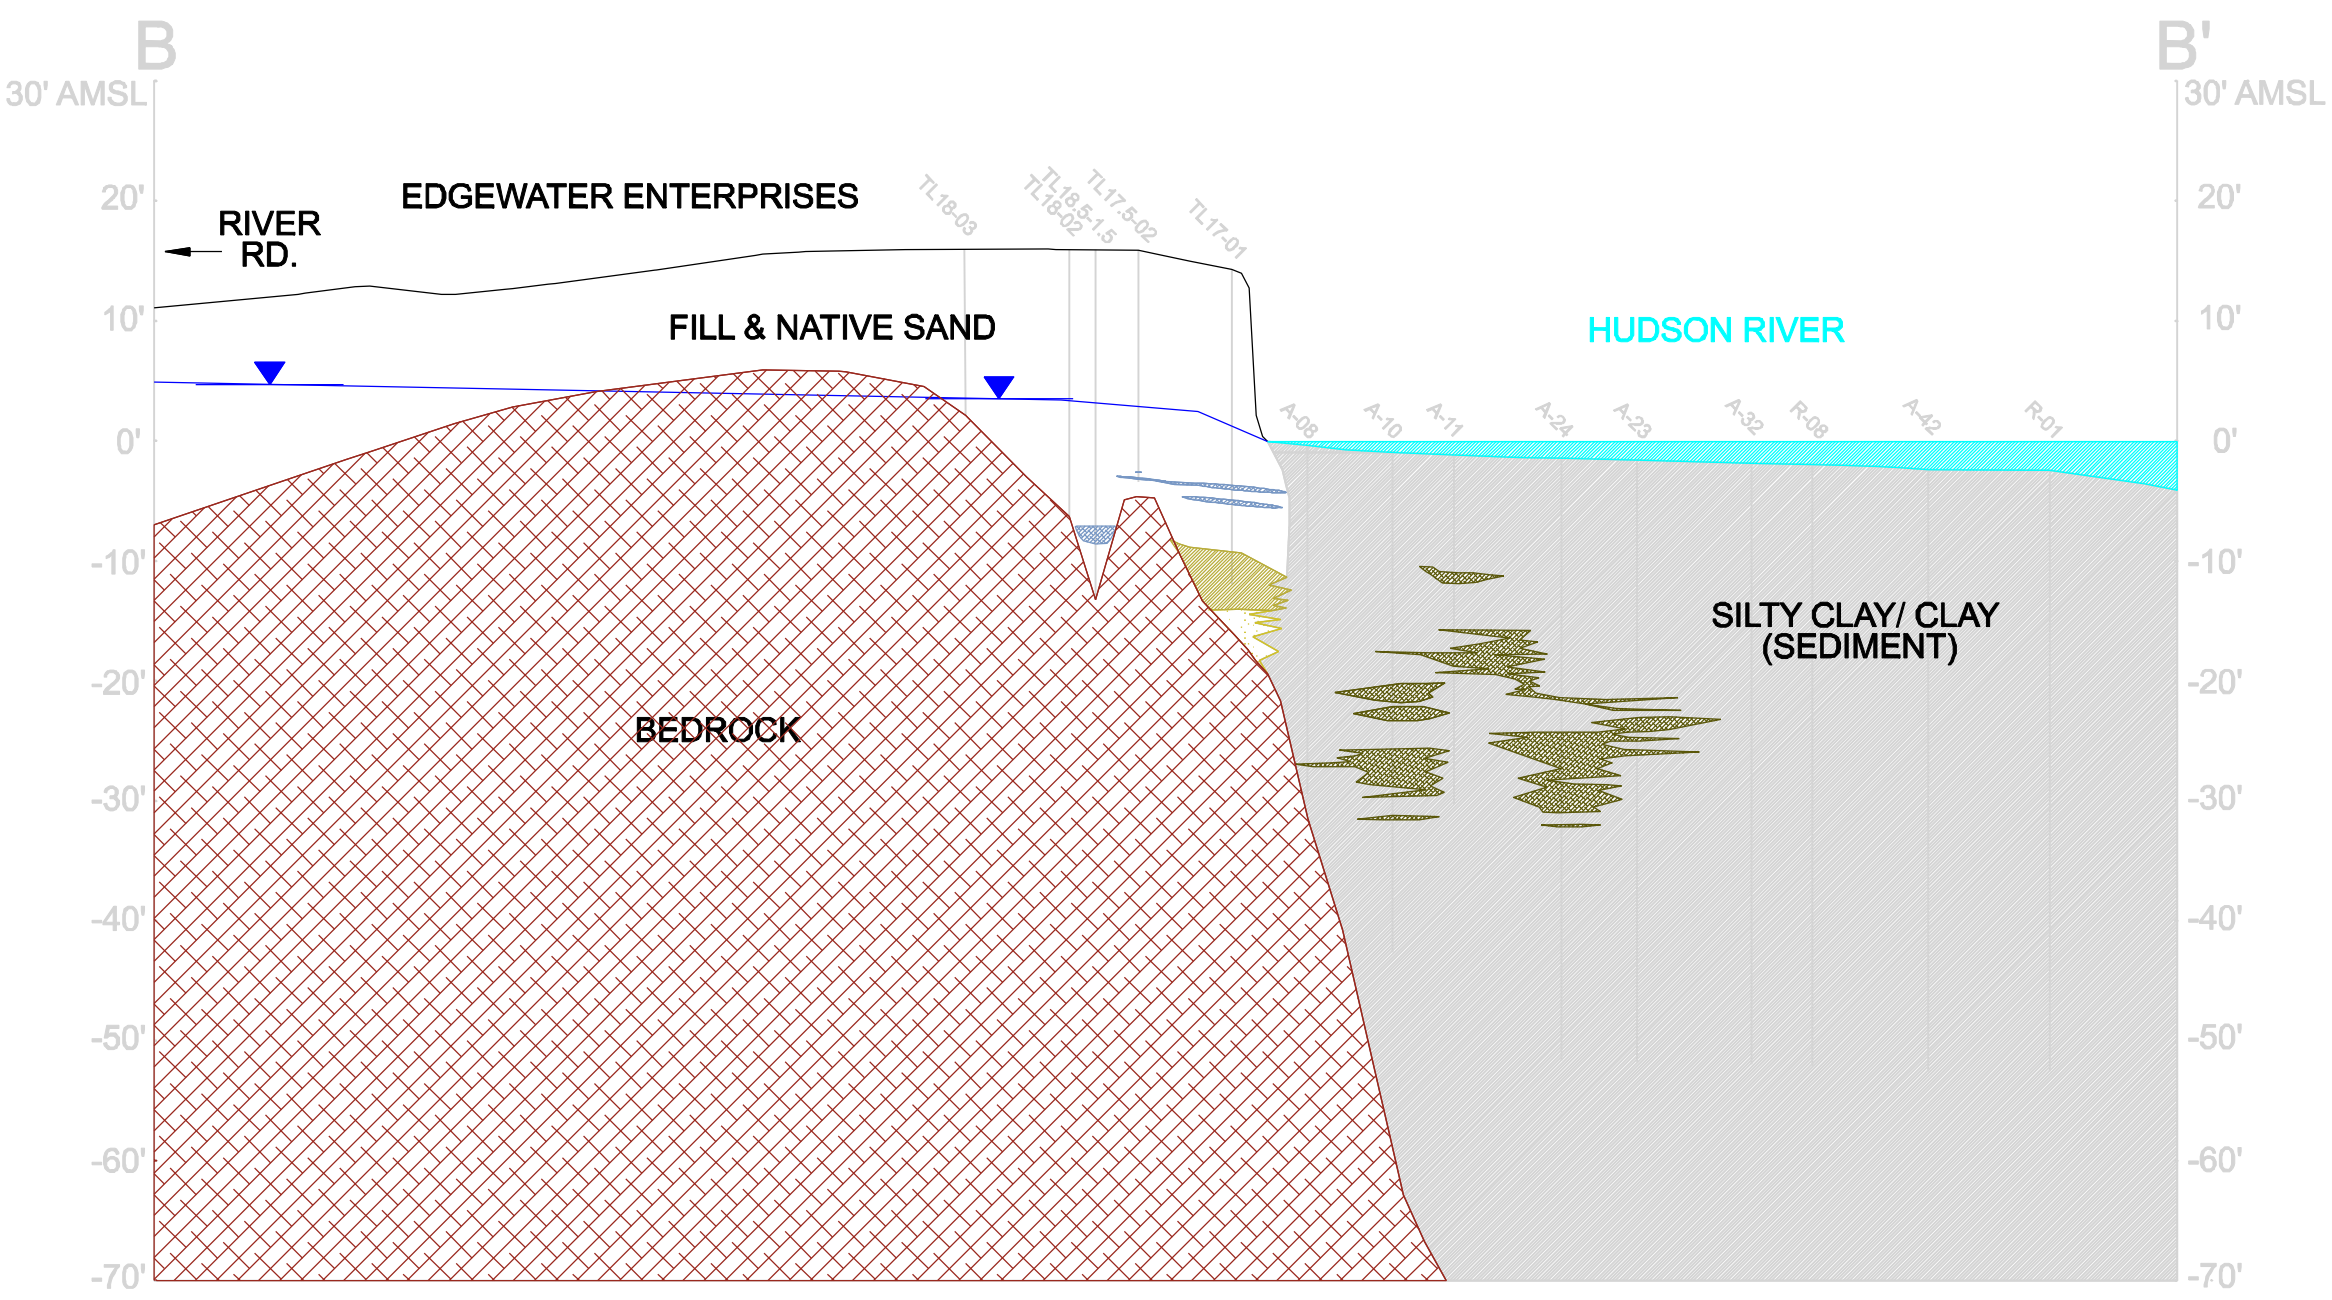 B
B'
30' AMSL
30' AMSL
20'
20'
EDGEWATER ENTERPRISES
RIVER
RD.
TL18-03
TL18-02
TL18.5-1.5
TL17.5-02
TL17-01
10'
10'
FILL & NATIVE SAND
HUDSON RIVER
A-08
A-10
A-11
A-24
A-23
A-32
R-08
A-42
R-01
0'
0'
-10'
-10'
SILTY CLAY/ CLAY
(SEDIMENT)
-20'
-20'
BEDROCK
-30'
-30'
-40'
-40'
-50'
-50'
-60'
-60'
-70'
-70'